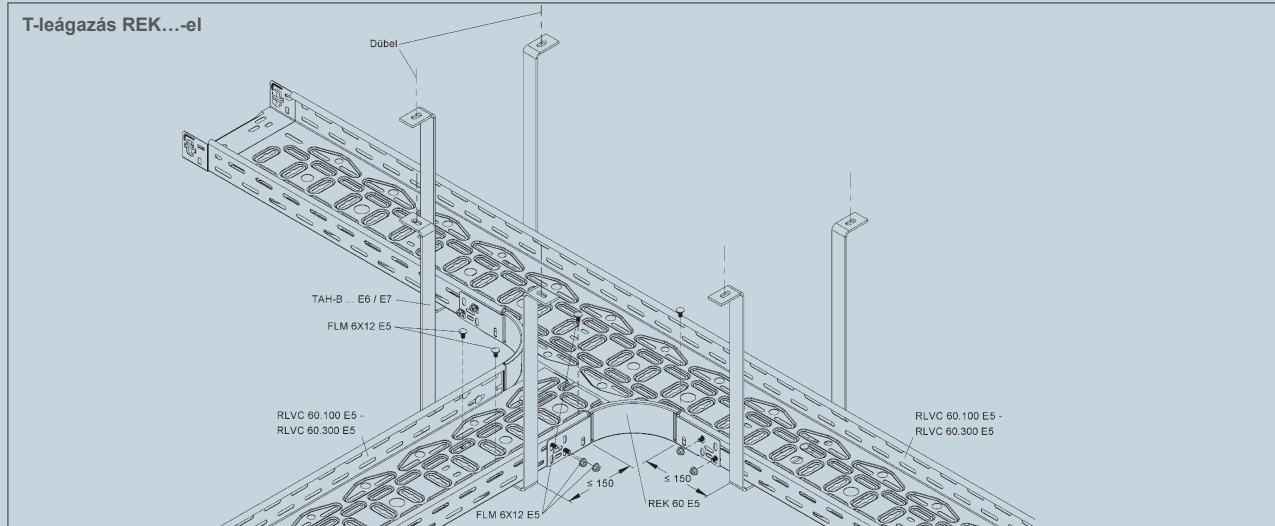 T-leágazás REK...-el
Dübel
TAH-B ... E6 / E7
FLM 6X12 E5
RLVC 60.100 E5 -
RLVC 60.300 E5
RLVC 60.100 E5 -
RLVC 60.300 E5
≤ 150
≤ 150
REK 60 E5
FLM 6X12 E5